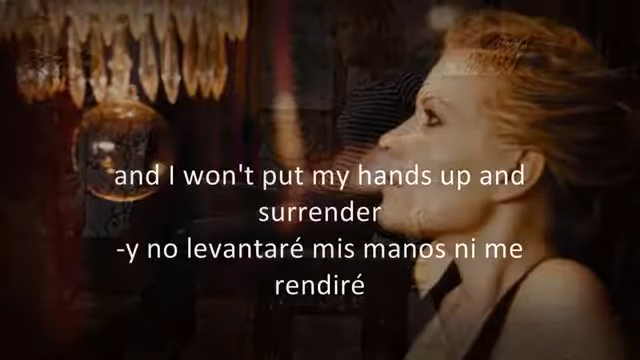 and I won't put my hands up and
surrender
-y no levantaré mis manos ni me
rendiré